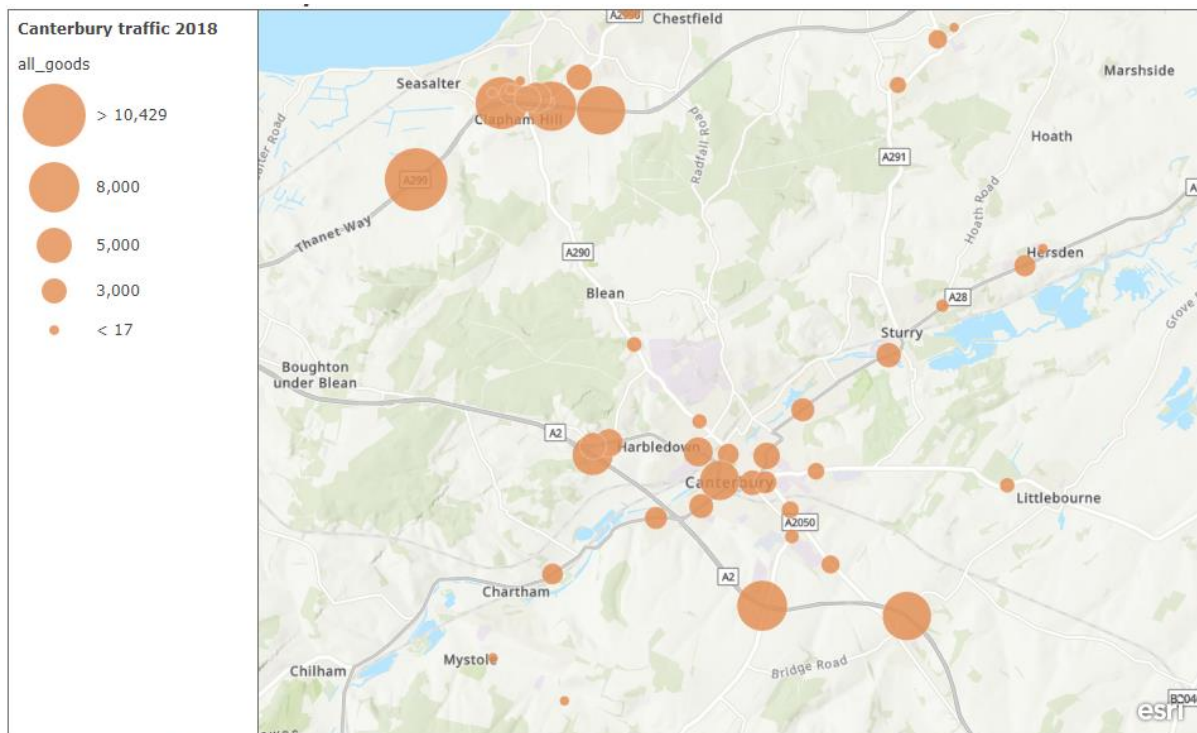 Canterbury traffic 2018
all_goods
> 10,429
8,000
5,000
3,000
< 17
Chestfield
Seasalter
Marshside
Clapham Hill
Hoath
Radfall Road
A291
A299
Hoath Road
Thanet Way
A290
Hersden
Blean
A28
Sturry
Boughton
under Blean
A2
Harbledown
Canterbury
Littlebourne
A2050
A2
Chartham
Mystole
Bridge Road
Chilham
esri